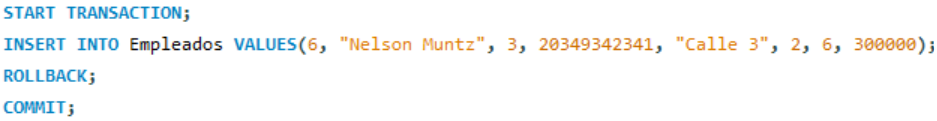 START TRANSACTION;
INSERT INTO Empleados VALUES(6, "Nelson Muntz", 3, 20349342341, "Calle 3", 2, 6, 300000);
ROLLBACK;
COMMIT;